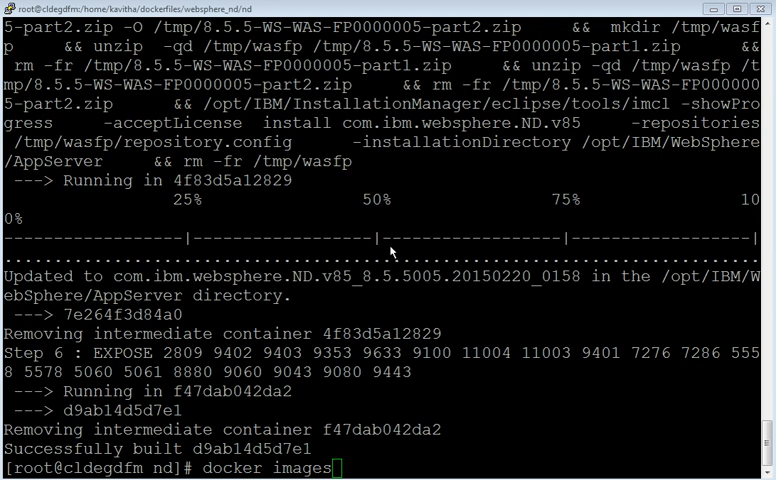 root@cldegdfm:/home/kavitha/dockerfiles/websphere_nd/nd
5-part2.zip -O /tmp/8.5.5-WS-WAS-FP0000005-part2.zip    &&  mkdir /tmp/wasf
p    && unzip  -qd /tmp/wasfp /tmp/8.5.5-WS-WAS-FP0000005-part1.zip    &&
 rm -fr /tmp/8.5.5-WS-WAS-FP0000005-part1.zip    && unzip -qd /tmp/wasfp /t
mp/8.5.5-WS-WAS-FP0000005-part2.zip    && rm -fr /tmp/8.5.5-WS-WAS-FP000000
5-part2.zip    && /opt/IBM/InstallationManager/eclipse/tools/imcl -showPro
gress    -acceptLicense  install com.ibm.websphere.ND.v85    -repositories
 /tmp/wasfp/repository.config    -installationDirectory /opt/IBM/WebSphere
/AppServer    && rm -fr /tmp/wasfp
 ---> Running in 4f83d5a12829
                 25%                50%                75%                10
0%
------------------|------------------|------------------|------------------|
............................................................................
Updated to com.ibm.websphere.ND.v85_8.5.5005.20150220_0158 in the /opt/IBM/W
ebSphere/AppServer directory.
 ---> 7e264f3d84a0
Removing intermediate container 4f83d5a12829
Step 6 : EXPOSE 2809 9402 9403 9353 9633 9100 11004 11003 9401 7276 7286 555
8 5578 5060 5061 8880 9060 9043 9080 9443
 ---> Running in f47dab042da2
 ---> d9ab14d5d7e1
Removing intermediate container f47dab042da2
Successfully built d9ab14d5d7e1
[root@cldegdfm nd]# docker images